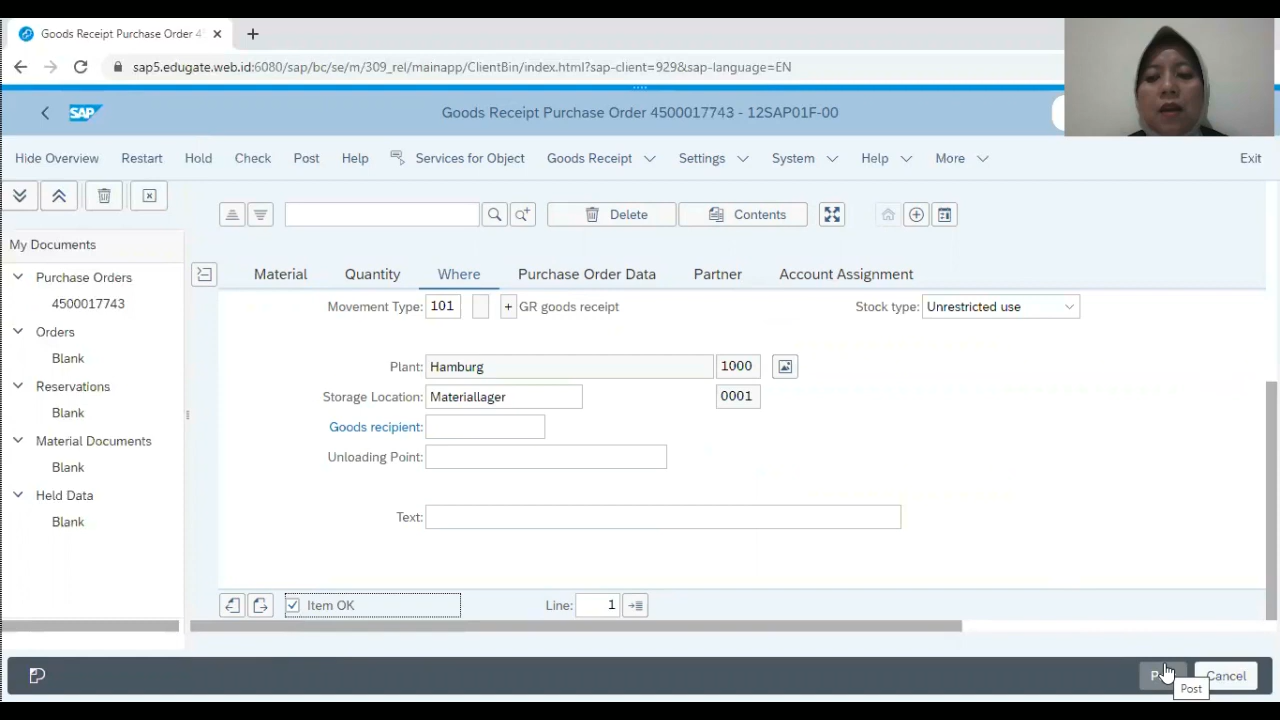 Goods Receipt Purchase Order 4
sap5.edugate.web.id:6080/sap/bc/se/m/309_rel/mainapp/ClientBin/index.html?sap-client=929&sap-language=EN
SAP
Goods Receipt Purchase Order 4500017743 - 12SAP01F-00
Hide Overview Restart Hold Check Post Help Services for Object Goods Receipt Settings System Help More Exit
Delete Contents
My Documents
Material Quantity Where Purchase Order Data Partner Account Assignment
Purchase Orders
4500017743
Orders
Blank
Reservations
Blank
Material Documents
Blank
Held Data
Blank
Movement Type: 101 + GR goods receipt Stock type: Unrestricted use
Plant: Hamburg 1000
Storage Location: Materiallager 0001
Goods recipient:
Unloading Point:
Text:
Item OK Line: 1
Cancel
Post